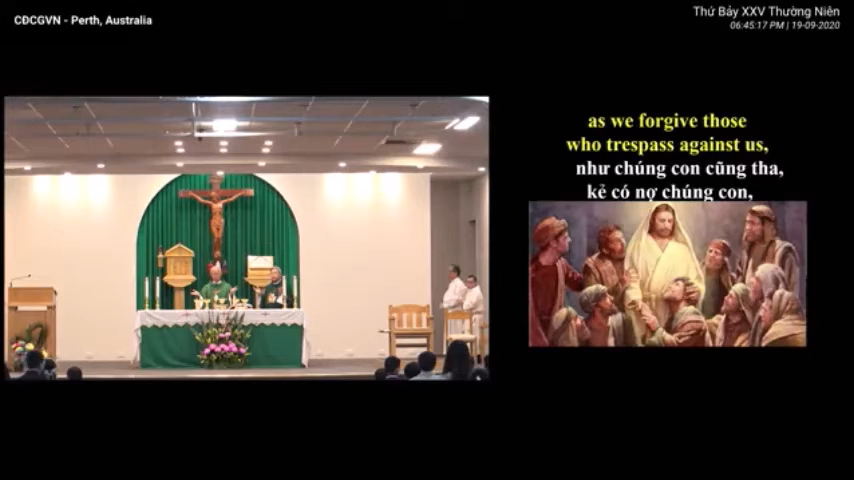 CĐCGVN - Perth, Australia
Thứ Bảy XXV Thường Niên
06:45:17 PM | 19-09-2020
as we forgive those
who trespass against us,
như chúng con cũng tha,
kẻ có nợ chúng con,